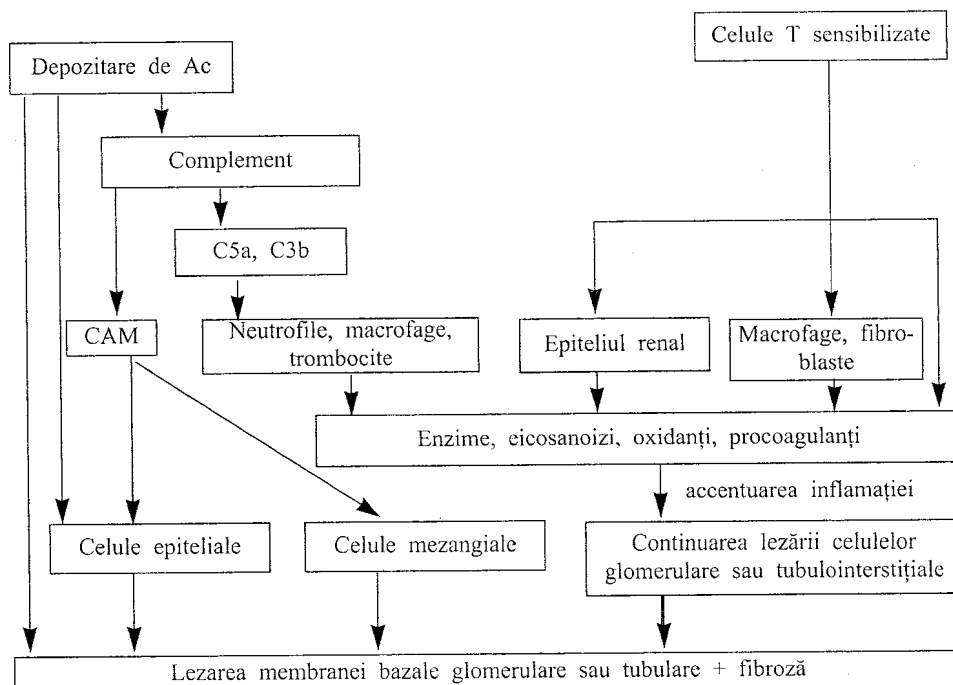 Celule T sensibilizate
Depozitare de Ac
Complement
C5a, C3b
CAM
Neutrofile, macrofage,
trombocite
Epiteliul renal
Macrofage, fibro-
blaste
Enzime, eicosanoizi, oxidanți, procoagulanți
accentuarea inflamației
Celule epiteliale
Celule mezangiale
Continuarea lezării celulelor
glomerulare sau tubulointerstițiale
Lezarea membranei bazale glomerulare sau tubulare + fibroză